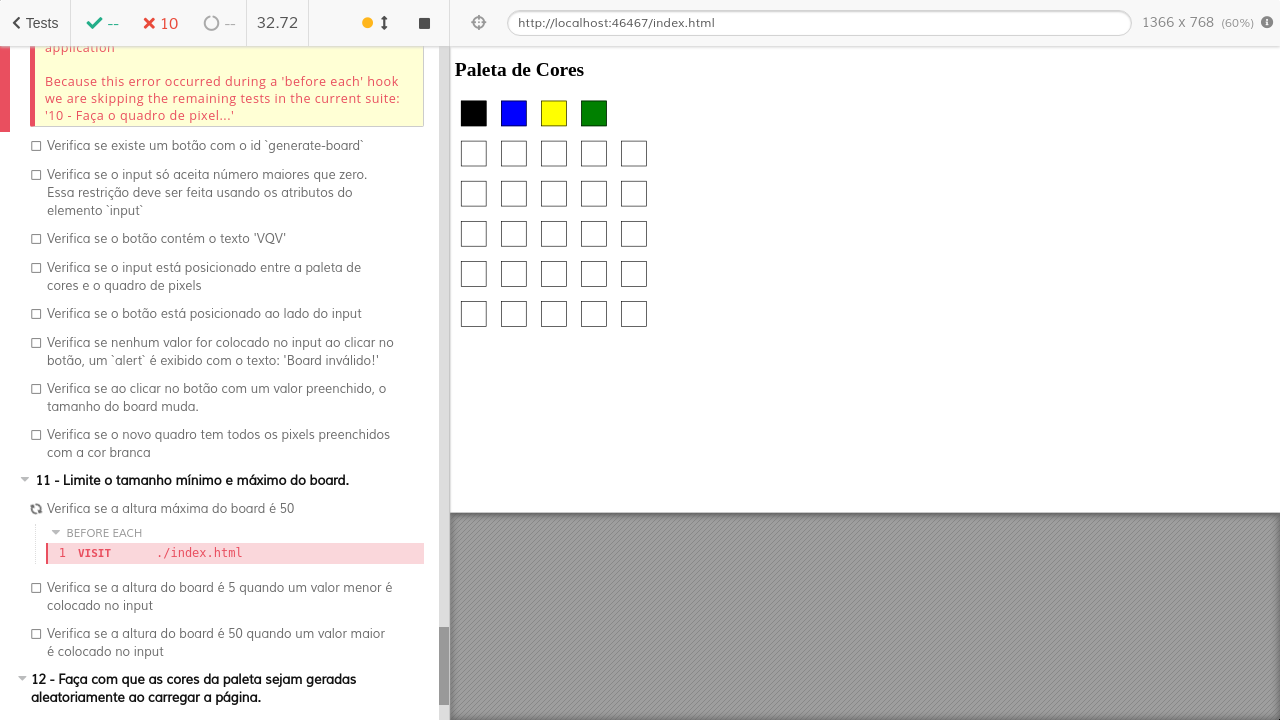 Tests
--
10
--
32.72
http://localhost:46467/index.html
1366 x 768 (60%)
application
Because this error occurred during a 'before each' hook
we are skipping the remaining tests in the current suite:
'10 - Faça o quadro de pixel...'
Verifica se existe um botão com o id `generate-board`
Verifica se o input só aceita número maiores que zero.
Essa restrição deve ser feita usando os atributos do
elemento `input`
Verifica se o botão contém o texto 'VQV'
Verifica se o input está posicionado entre a paleta de
cores e o quadro de pixels
Verifica se o botão está posicionado ao lado do input
Verifica se nenhum valor for colocado no input ao clicar no
botão, um `alert` é exibido com o texto: 'Board inválido!'
Verifica se ao clicar no botão com um valor preenchido, o
tamanho do board muda.
Verifica se o novo quadro tem todos os pixels preenchidos
com a cor branca
11 - Limite o tamanho mínimo e máximo do board.
Verifica se a altura máxima do board é 50
BEFORE EACH
1 VISIT ./index.html
Verifica se a altura do board é 5 quando um valor menor é
colocado no input
Verifica se a altura do board é 50 quando um valor maior
é colocado no input
12 - Faça com que as cores da paleta sejam geradas
aleatoriamente ao carregar a página.
Paleta de Cores